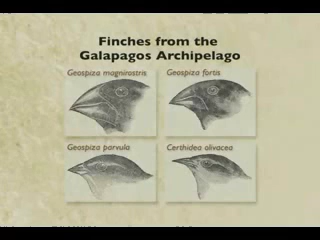 Finches from the
Galapagos Archipelago
Geospiza magnirostris
Geospiza fortis
Geospiza parvula
Certhidea olivacea